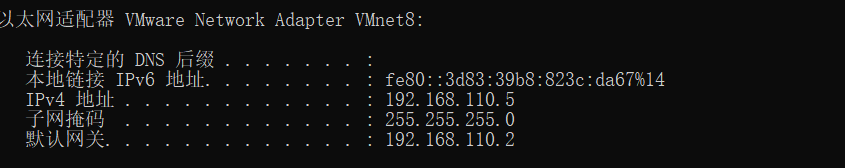 以太网适配器 VMware Network Adapter VMnet8:
连接特定的 DNS 后缀 . . . . . . . :
本地链接 IPv6 地址. . . . . . . . : fe80::3d83:39b8:823c:da67%14
IPv4 地址 . . . . . . . . . . . . : 192.168.110.5
子网掩码 . . . . . . . . . . . . : 255.255.255.0
默认网关. . . . . . . . . . . . . : 192.168.110.2